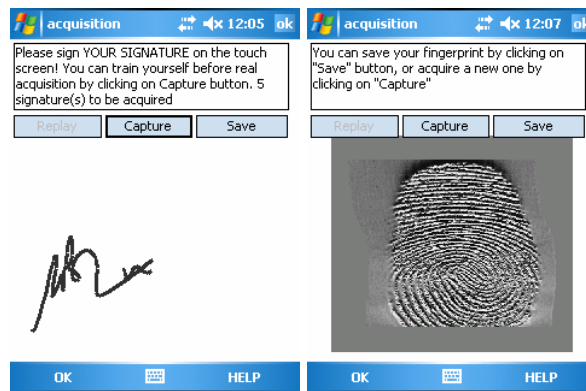 acquisition 12:05 ok
Please sign YOUR SIGNATURE on the touch
screen! You can train yourself before real
acquisition by clicking on Capture button. 5
signature(s) to be acquired
Replay Capture Save
OK HELP
acquisition 12:07 ok
You can save your fingerprint by clicking on
"Save" button, or acquire a new one by
clicking on "Capture"
Replay Capture Save
OK HELP